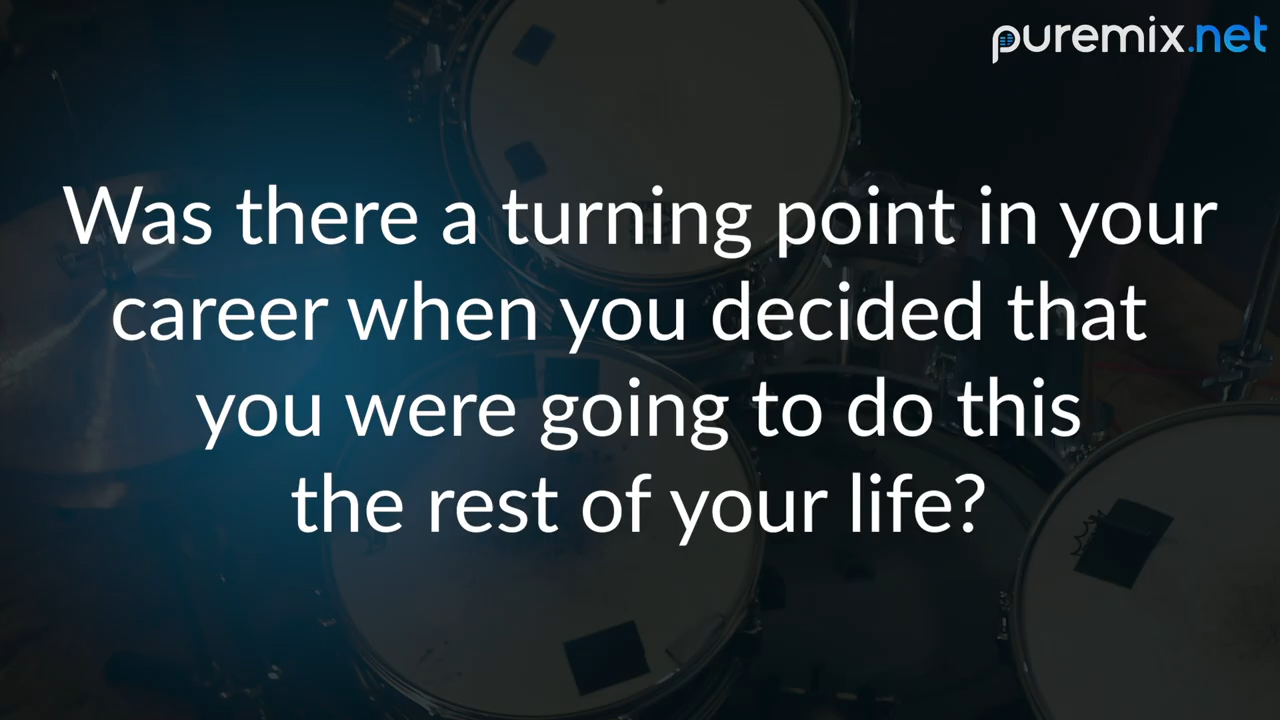 puremix.net
Was there a turning point in your
career when you decided that
you were going to do this
the rest of your life?